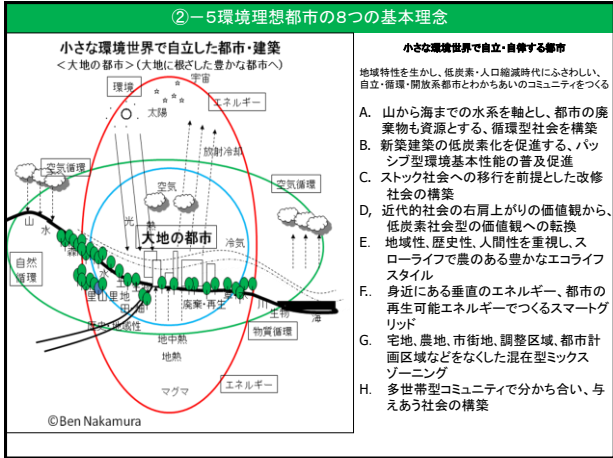 ②-5環境理想都市の8つの基本理念
小さな環境世界で自立した都市・建築
<大地の都市>(大地に根ざした豊かな都市へ)
宇宙
環境
太陽
エネルギー
放射冷却
空気循環
空気循環
空気
山
水
光
熱
大地の都市
冷気
自然
循環
森
水
土
里山里地
田
畑
廃棄・再生
草
川
生物
海
歴史・地域性
物質循環
地中熱
地熱
エネルギー
マグマ
©Ben Nakamura
小さな環境世界で自立・自律する都市
地域特性を生かし、低炭素・人口縮減時代にふさわしい、
自立・循環・開放系都市とわかちあいのコミュニティをつくる
A. 山から海までの水系を軸とし、都市の廃
棄物も資源とする、循環型社会を構築
B. 新築建築の低炭素化を促進する、パッ
シブ型環境基本性能の普及促進
C. ストック社会への移行を前提とした改修
社会の構築
D, 近代的社会の右肩上がりの価値観から、
低炭素社会型の価値観への転換
E. 地域性、歴史性、人間性を重視し、ス
ローライフで農のある豊かなエコライフ
スタイル
F.. 身近にある垂直のエネルギー、都市の
再生可能エネルギーでつくるスマートグ
リッド
G. 宅地、農地、市街地、調整区域、都市計
画区域などをなくした混在型ミックス
ゾーニング
H. 多世帯型コミュニティで分かち合い、与
えあう社会の構築